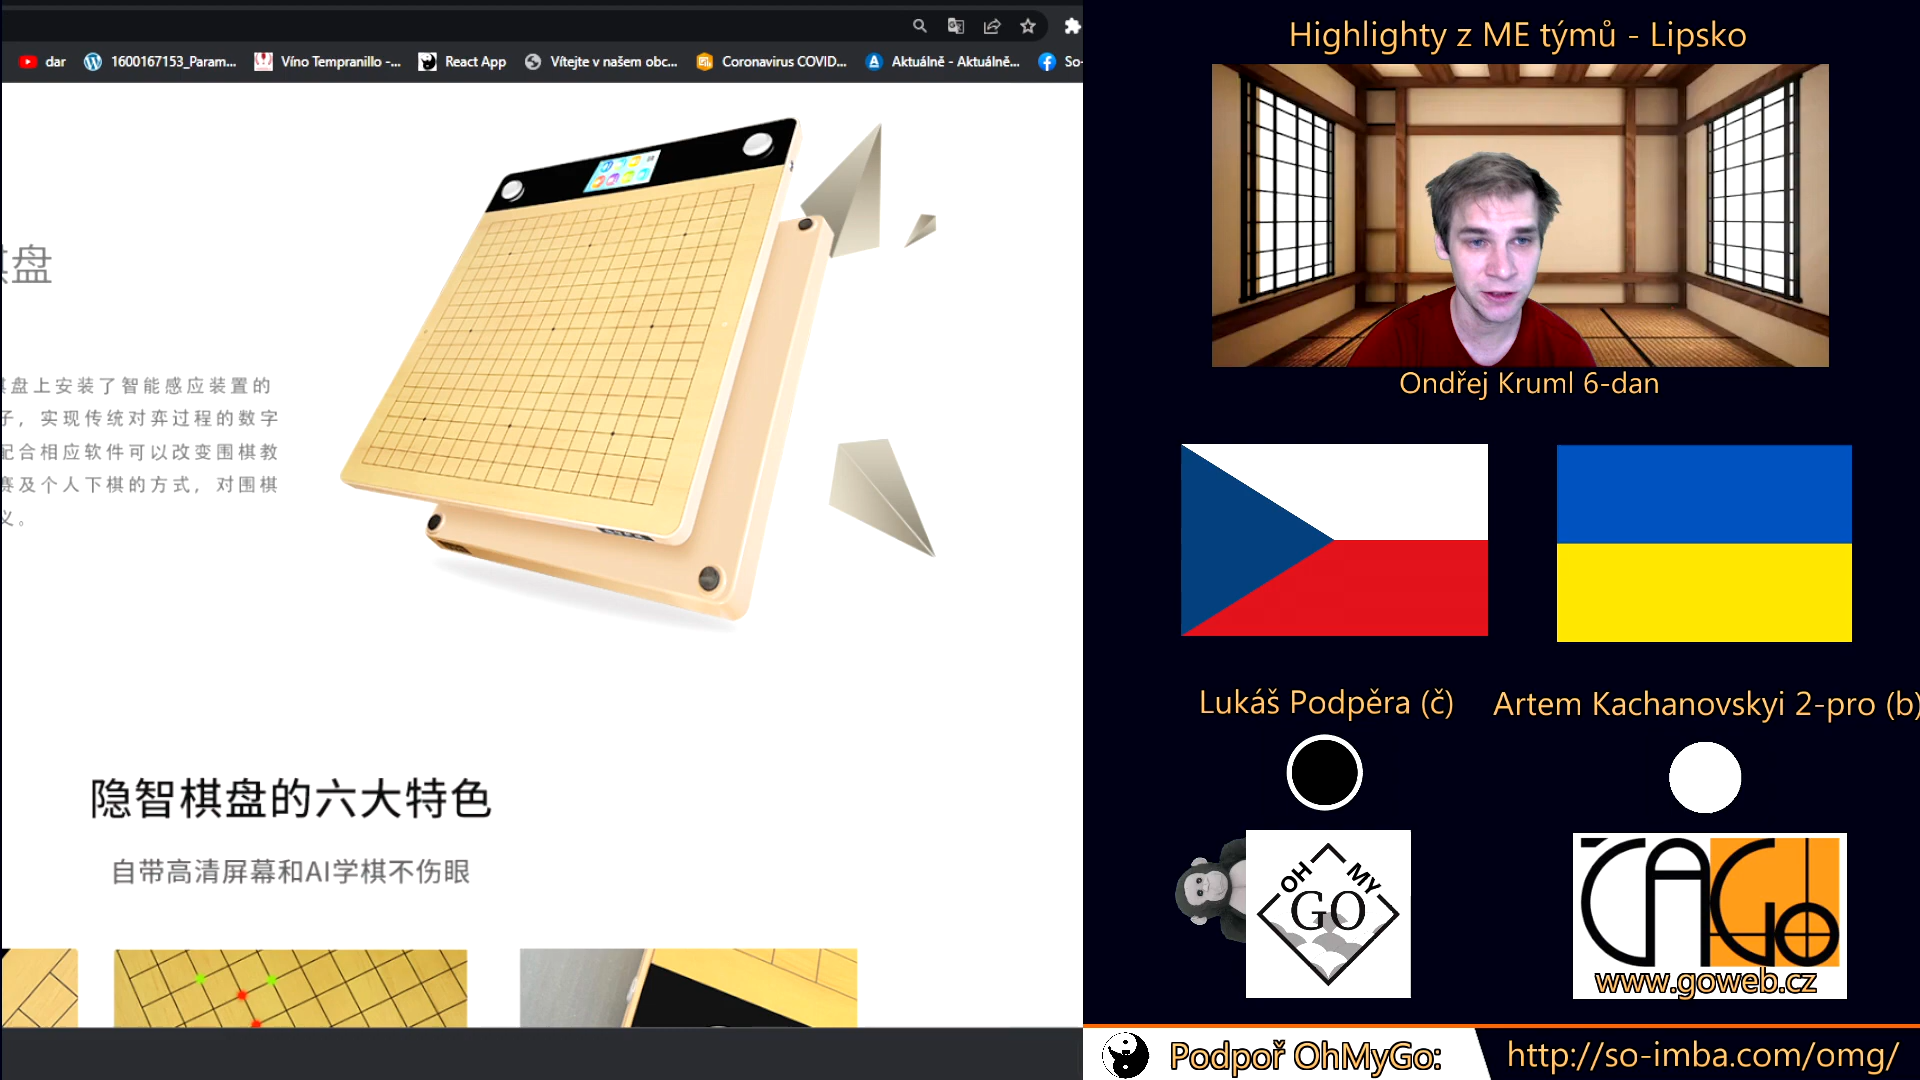 dar
1600167153_Param...
Víno Tempranillo -...
React App
Vítejte v našem obc...
Coronavirus COVID...
Aktuálně - Aktuálně...
So-
棋盘
棋盘上安装了智能感应装置的
子，实现传统对弈过程的数字
配合相应软件可以改变围棋教
赛及个人下棋的方式，对围棋
义。
隐智棋盘的六大特色
自带高清屏幕和AI学棋不伤眼
Highlighty z ME týmů - Lipsko
Ondřej Kruml 6-dan
Lukáš Podpěra (č)
Artem Kachanovskyi 2-pro (b)
OH MY
GO
ČAGo
www.goweb.cz
Podpoř OhMyGo:
http://so-imba.com/omg/